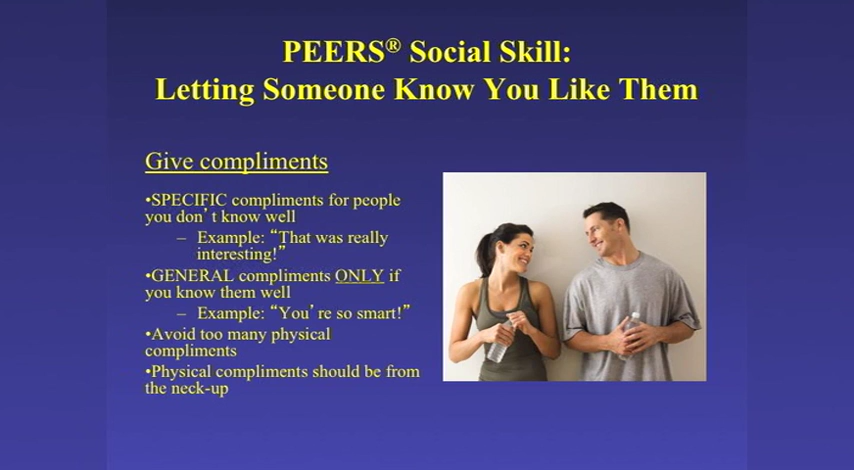 PEERS® Social Skill:
Letting Someone Know You Like Them
Give compliments
•SPECIFIC compliments for people
you don't know well
– Example: "That was really
interesting!"
•GENERAL compliments ONLY if
you know them well
– Example: "You're so smart!"
•Avoid too many physical
compliments
•Physical compliments should be from
the neck-up